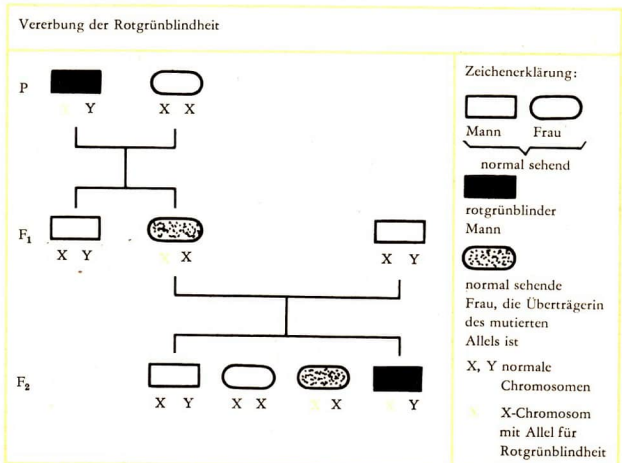 Vererbung der Rotgrünblindheit
P
X Y X X
F₁
X Y X X X Y
F₂
X Y X X X X X Y
Zeichenerklärung:
Mann Frau
normal sehend
rotgrünblinder
Mann
normal sehende
Frau, die Überträgerin
des mutierten
Allels ist
X, Y normale
Chromosomen
X X-Chromosom
mit Allel für
Rotgrünblindheit